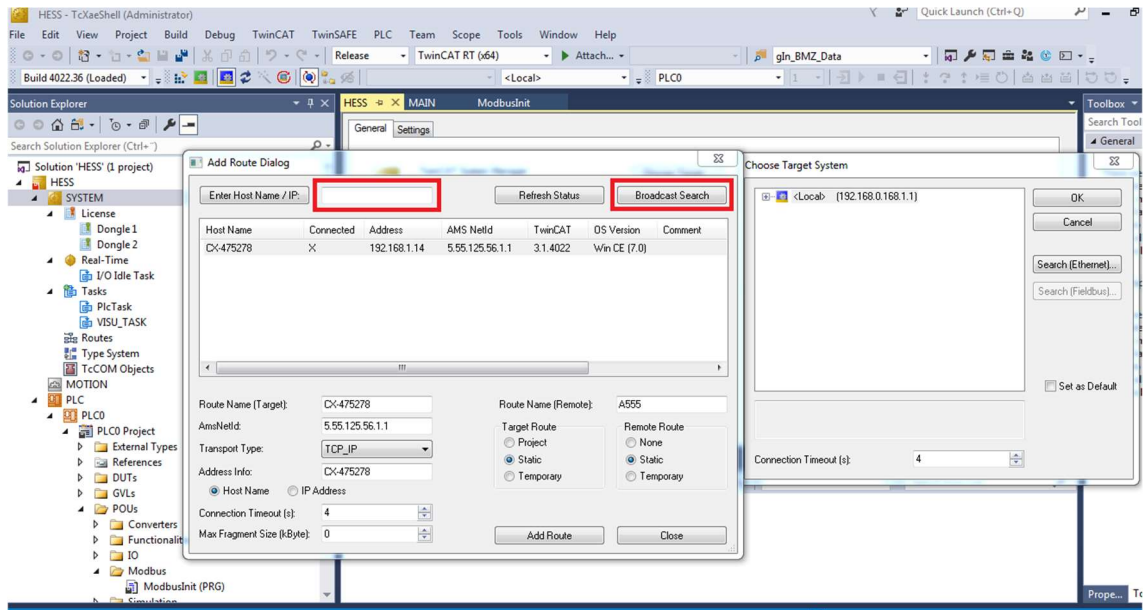 HESS - TcXaeShell (Administrator)
Quick Launch (Ctrl+Q)
File Edit View Project Build Debug TwinCAT TwinSAFE PLC Team Scope Tools Window Help
Release TwinCAT RT (x64) Attach... gIn_BMZ_Data
Build 4022.36 (Loaded) <Local> PLC0 1
Solution Explorer
HESS MAIN ModbusInit
Toolbox
General Settings
Search Tool
Search Solution Explorer (Ctrl+¨)
General
Solution 'HESS' (1 project)
HESS
SYSTEM
License
Dongle 1
Dongle 2
Real-Time
I/O Idle Task
Tasks
PlcTask
VISU_TASK
Routes
Type System
TcCOM Objects
MOTION
PLC
PLC0
PLC0 Project
External Types
References
DUTs
GVLs
POUs
Converters
Functionalit
IO
Modbus
ModbusInit (PRG)
Simulation
Add Route Dialog
Enter Host Name / IP: Refresh Status Broadcast Search
Host Name Connected Address AMS NetId TwinCAT OS Version Comment
CX-475278 X 192.168.1.14 5.55.125.56.1.1 3.1.4022 Win CE (7.0)
Route Name (Target): CX-475278 Route Name (Remote): A555
AmsNetId: 5.55.125.56.1.1
Transport Type: TCP_IP
Address Info: CX-475278
Host Name IP Address
Connection Timeout (s): 4
Max Fragment Size (kByte): 0
Target Route
Project
Static
Temporary
Remote Route
None
Static
Temporary
Add Route Close
Choose Target System
<Local> (192.168.0.168.1.1)
OK
Cancel
Search (Ethernet)...
Search (Fieldbus)...
Set as Default
Connection Timeout (s): 4
Prope...